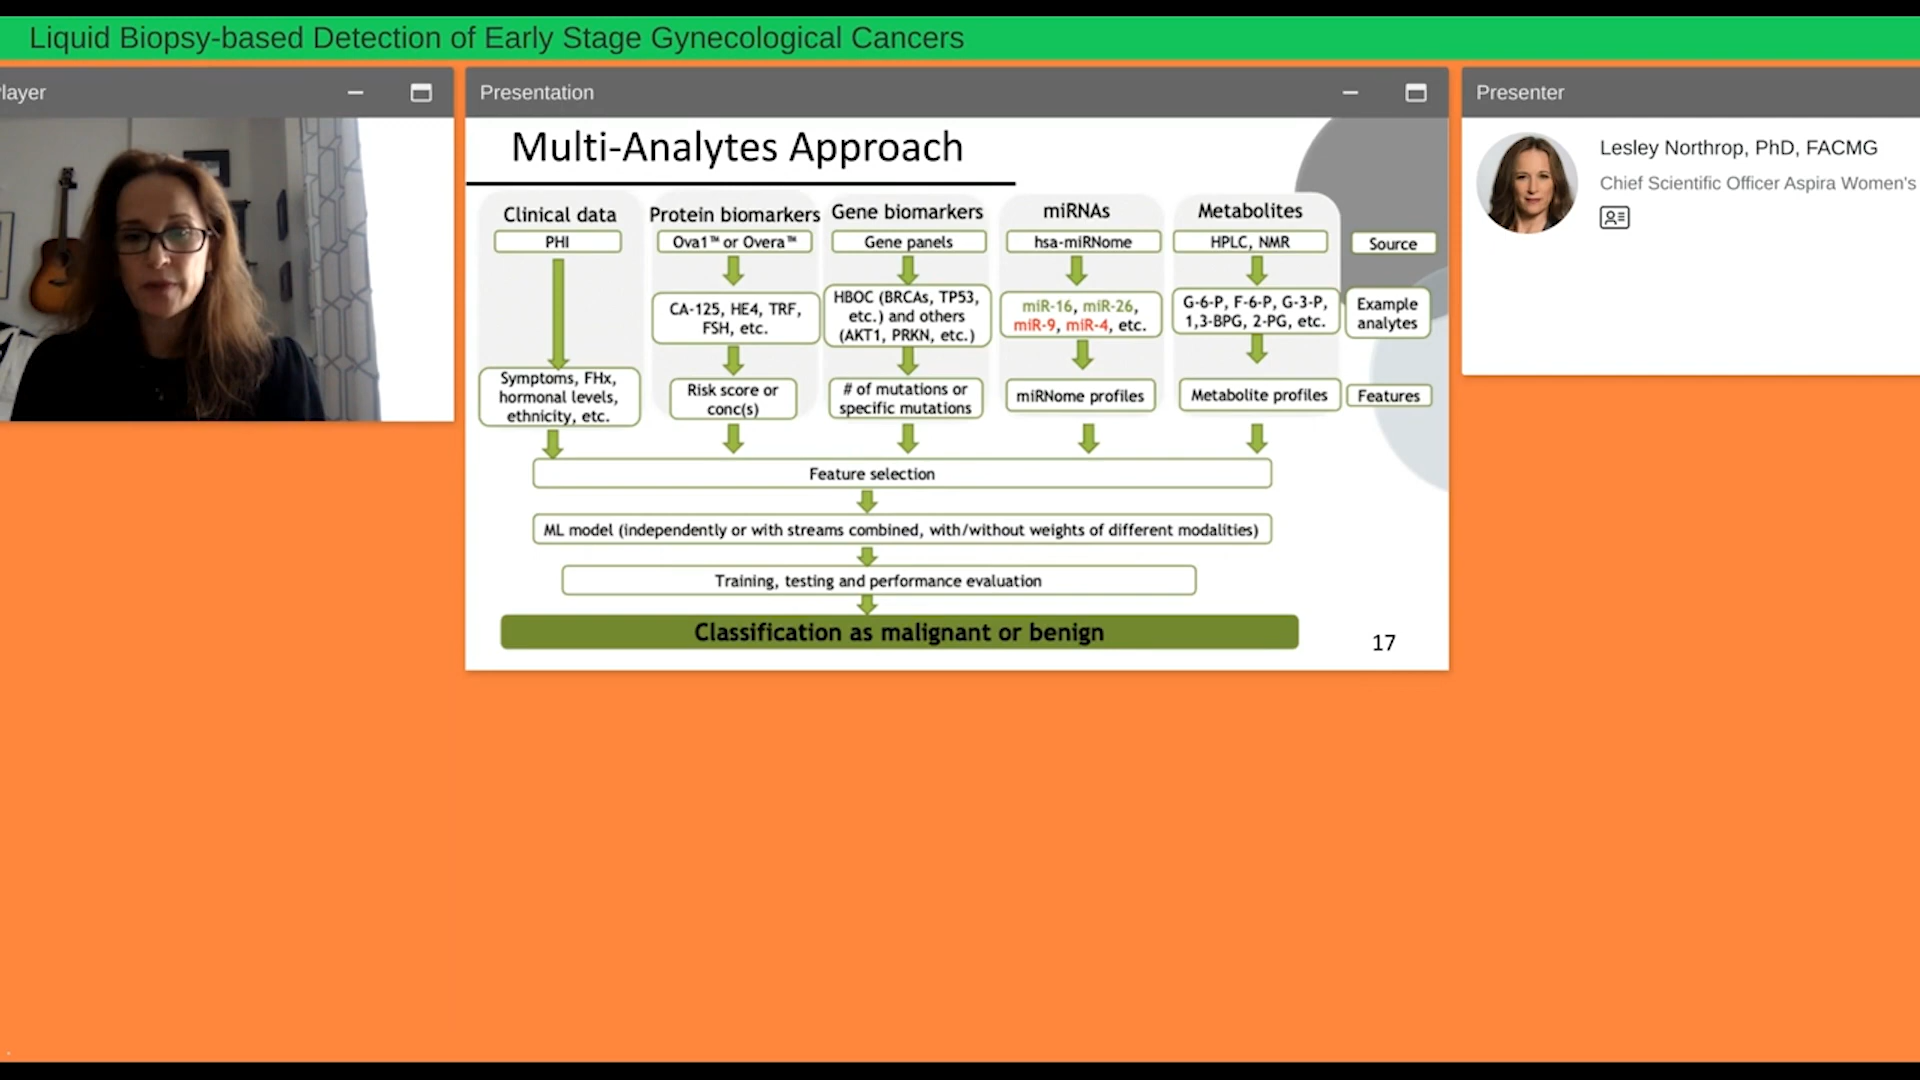 Liquid Biopsy-based Detection of Early Stage Gynecological Cancers
layer
Presentation
Presenter
Lesley Northrop, PhD, FACMG
Chief Scientific Officer Aspira Women's
Multi-Analytes Approach
Clinical data
Protein biomarkers
Gene biomarkers
miRNAs
Metabolites
PHI
Ova1™ or Overa™
Gene panels
hsa-miRNome
HPLC, NMR
Source
CA-125, HE4, TRF,
FSH, etc.
HBOC (BRCAs, TP53,
etc.) and others
(AKT1, PRKN, etc.)
miR-16, miR-26,
miR-9, miR-4, etc.
G-6-P, F-6-P, G-3-P,
1,3-BPG, 2-PG, etc.
Example
analytes
Symptoms, FHx,
hormonal levels,
ethnicity, etc.
Risk score or
conc(s)
# of mutations or
specific mutations
miRNome profiles
Metabolite profiles
Features
Feature selection
ML model (independently or with streams combined, with/without weights of different modalities)
Training, testing and performance evaluation
Classification as malignant or benign
17